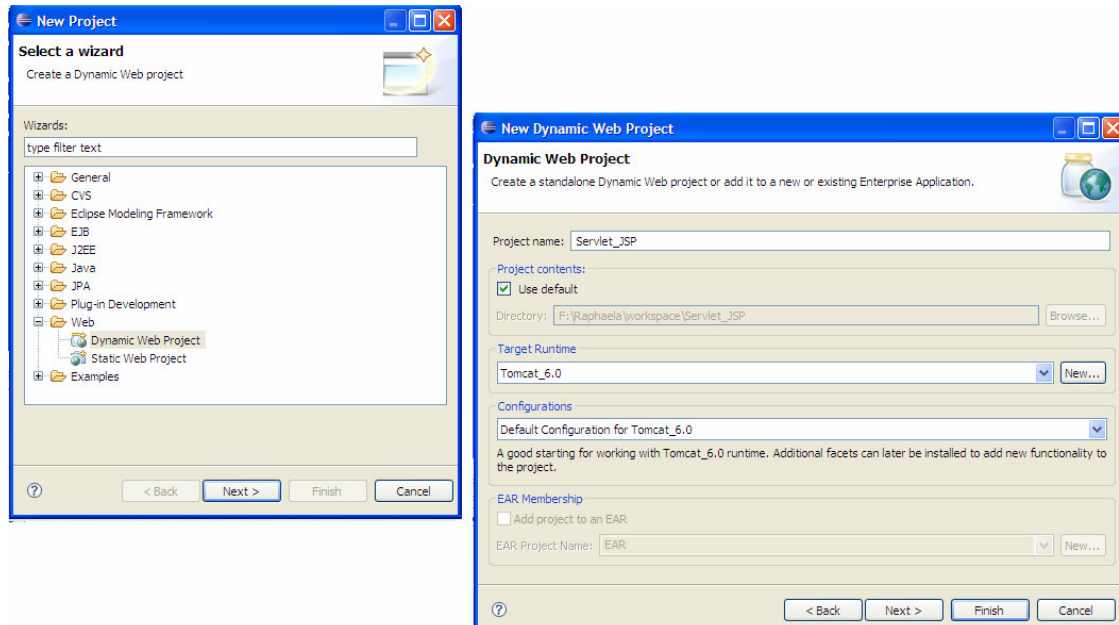 New Project
Select a wizard
Create a Dynamic Web project
Wizards:
type filter text
General
CVS
Eclipse Modeling Framework
EJB
J2EE
Java
JPA
Plug-in Development
Web
Dynamic Web Project
Static Web Project
Examples
< Back
Next >
Finish
Cancel
New Dynamic Web Project
Dynamic Web Project
Create a standalone Dynamic Web project or add it to a new or existing Enterprise Application.
Project name: Servlet_JSP
Project contents:
Use default
Directory: F:\Raphaela\workspace\Servlet_JSP Browse...
Target Runtime
Tomcat_6.0 New...
Configurations
Default Configuration for Tomcat_6.0
A good starting for working with Tomcat_6.0 runtime. Additional facets can later be installed to add new functionality to
the project.
EAR Membership
Add project to an EAR
EAR Project Name: EAR New...
< Back
Next >
Finish
Cancel